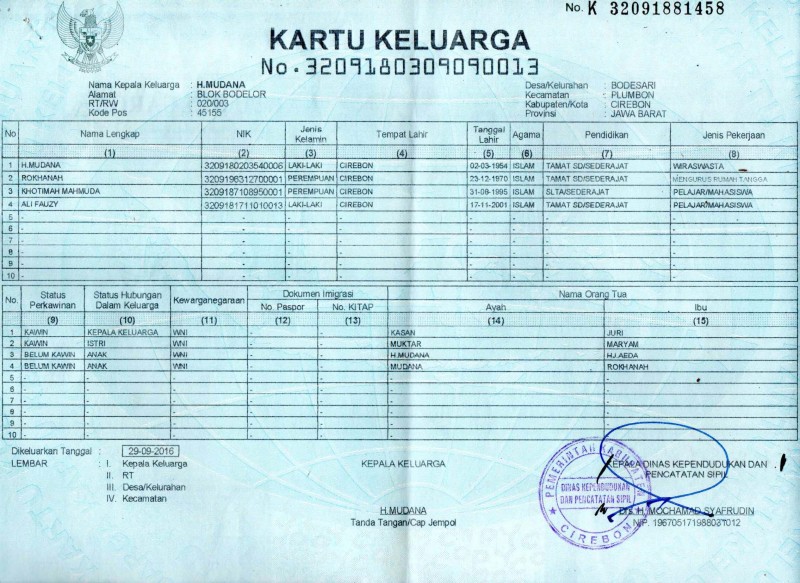 No. K 32091881458
KARTU KELUARGA
No. 3209180309090013
Nama Kepala Keluarga : H.MUDANA
Alamat : BLOK BODELOR
RT/RW : 020/003
Kode Pos : 45155
Desa/Kelurahan : BODESARI
Kecamatan : PLUMBON
Kabupaten/Kota : CIREBON
Provinsi : JAWA BARAT
No Nama Lengkap NIK Jenis Kelamin Tempat Lahir Tanggal Lahir Agama Pendidikan Jenis Pekerjaan
(1) (2) (3) (4) (5) (6) (7) (8)
1 H.MUDANA 3209180203540006 LAKI-LAKI CIREBON 02-03-1954 ISLAM TAMAT SD/SEDERAJAT WIRASWASTA
2 ROKHANAH 3209196312700001 PEREMPUAN CIREBON 23-12-1970 ISLAM TAMAT SD/SEDERAJAT MENGURUS RUMAH TANGGA
3 KHOTIMAH MAHMUDA 3209187108950001 PEREMPUAN CIREBON 31-08-1995 ISLAM SLTA/SEDERAJAT PELAJAR/MAHASISWA
4 ALI FAUZY 3209181711010013 LAKI-LAKI CIREBON 17-11-2001 ISLAM TAMAT SD/SEDERAJAT PELAJAR/MAHASISWA
5 - - - - - - - -
6 - - - - - - - -
7 - - - - - - - -
8 - - - - - - - -
9 - - - - - - - -
10 - - - - - - - -
No. Status Perkawinan Status Hubungan Dalam Keluarga Kewarganegaraan Dokumen Imigrasi Nama Orang Tua
No. Paspor No. KITAP Ayah Ibu
(9) (10) (11) (12) (13) (14) (15)
1 KAWIN KEPALA KELUARGA WNI - - KASAN JURI
2 KAWIN ISTRI WNI - - MUKTAR MARYAM
3 BELUM KAWIN ANAK WNI - - H.MUDANA HJ.AEDA
4 BELUM KAWIN ANAK WNI - - MUDANA ROKHANAH
5 - - - - - - -
6 - - - - - - -
7 - - - - - - -
8 - - - - - - -
9 - - - - - - -
10 - - - - - - -
Dikeluarkan Tanggal : 29-09-2016
LEMBAR : I. Kepala Keluarga
II. RT
III. Desa/Kelurahan
IV. Kecamatan
KEPALA KELUARGA
H.MUDANA
Tanda Tangan/Cap Jempol
KEPALA DINAS KEPENDUDUKAN DAN
PENCATATAN SIPIL
PEMERINTAH KABUPATEN
DINAS KEPENDUDUKAN
DAN PENCATATAN SIPIL
CIREBON
Drs. H. MOCHAMAD SYAFRUDIN
NIP. 196705171988031012